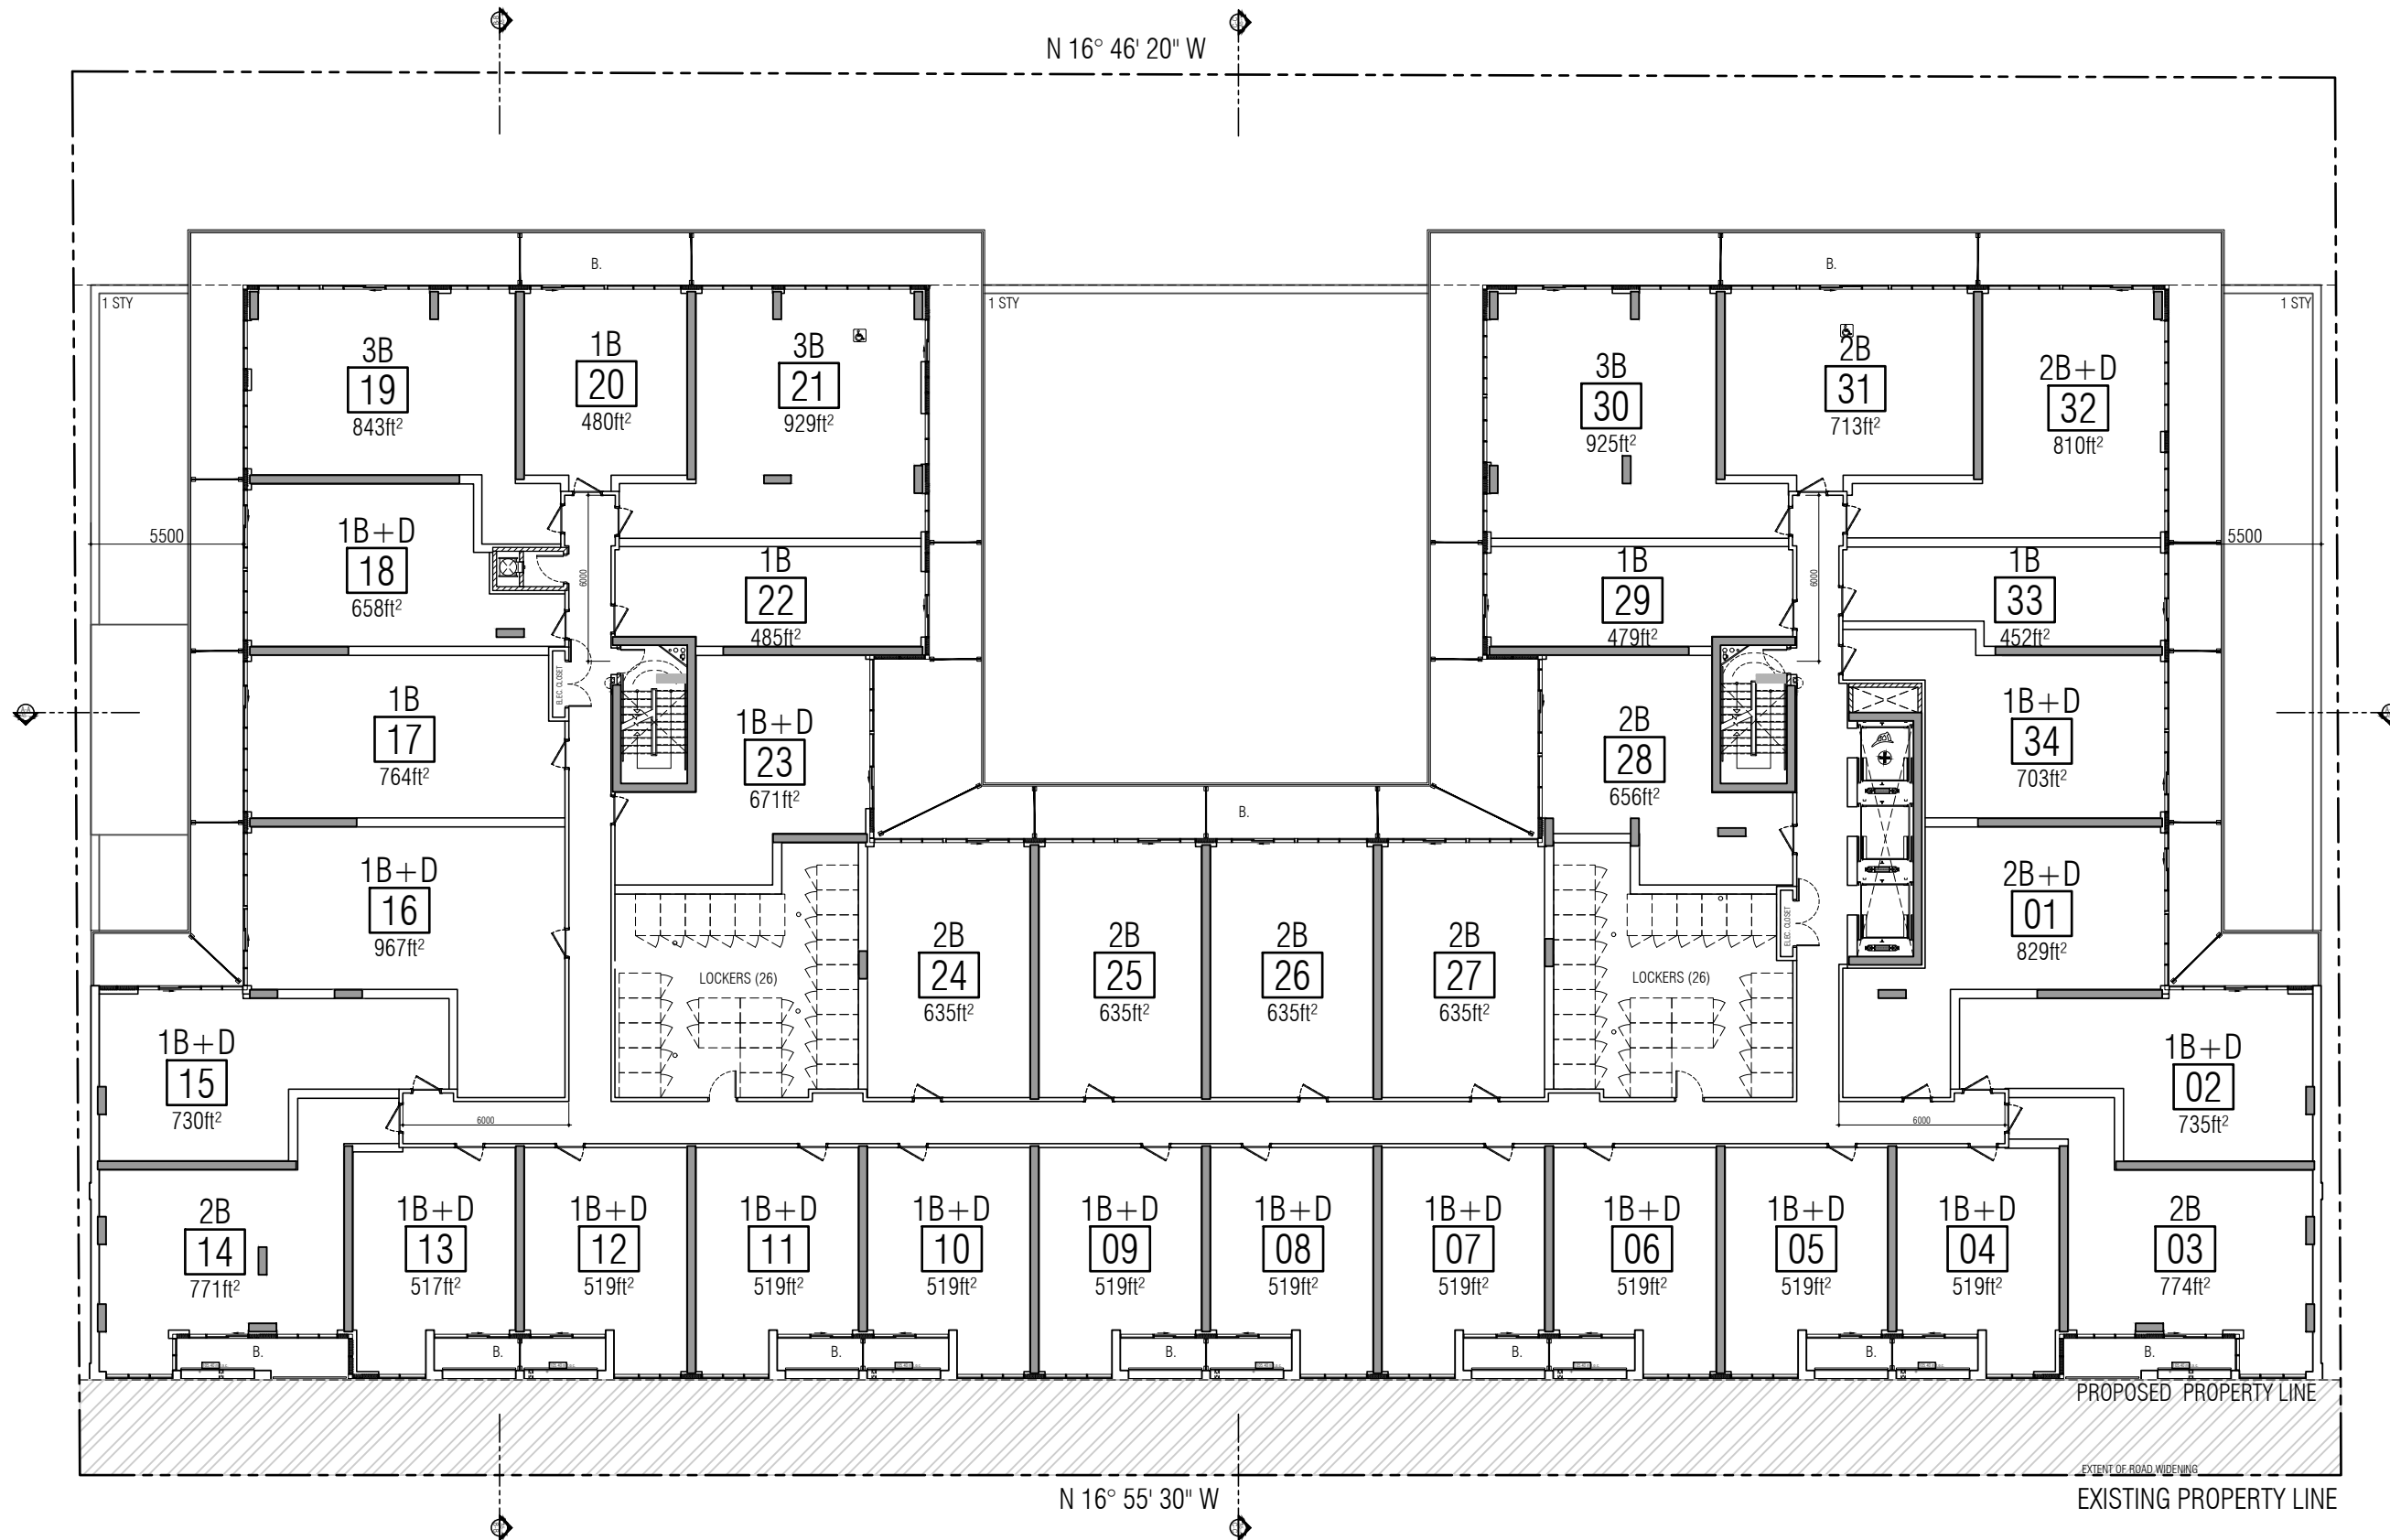 N 16° 46' 20" W
B.
B.
1 STY
1 STY
1 STY
3B
19
843ft²
1B
20
480ft²
3B
21
929ft²
3B
30
925ft²
2B
31
713ft²
2B+D
32
810ft²
5500
5500
1B+D
18
658ft²
6000
1B
22
485ft²
1B
29
479ft²
6000
1B
33
452ft²
ELEC. CLOSET
1B
17
764ft²
1B+D
23
671ft²
2B
28
656ft²
1B+D
34
703ft²
B.
1B+D
16
967ft²
LOCKERS (26)
2B
24
635ft²
2B
25
635ft²
2B
26
635ft²
2B
27
635ft²
LOCKERS (26)
ELEC. CLOSET
2B+D
01
829ft²
1B+D
15
730ft²
6000
6000
1B+D
02
735ft²
2B
14
771ft²
1B+D
13
517ft²
1B+D
12
519ft²
1B+D
11
519ft²
1B+D
10
519ft²
1B+D
09
519ft²
1B+D
08
519ft²
1B+D
07
519ft²
1B+D
06
519ft²
1B+D
05
519ft²
1B+D
04
519ft²
2B
03
774ft²
B.
B.
B.
B.
B.
B.
B.
PROPOSED PROPERTY LINE
EXTENT OF ROAD WIDENING
N 16° 55' 30" W
EXISTING PROPERTY LINE